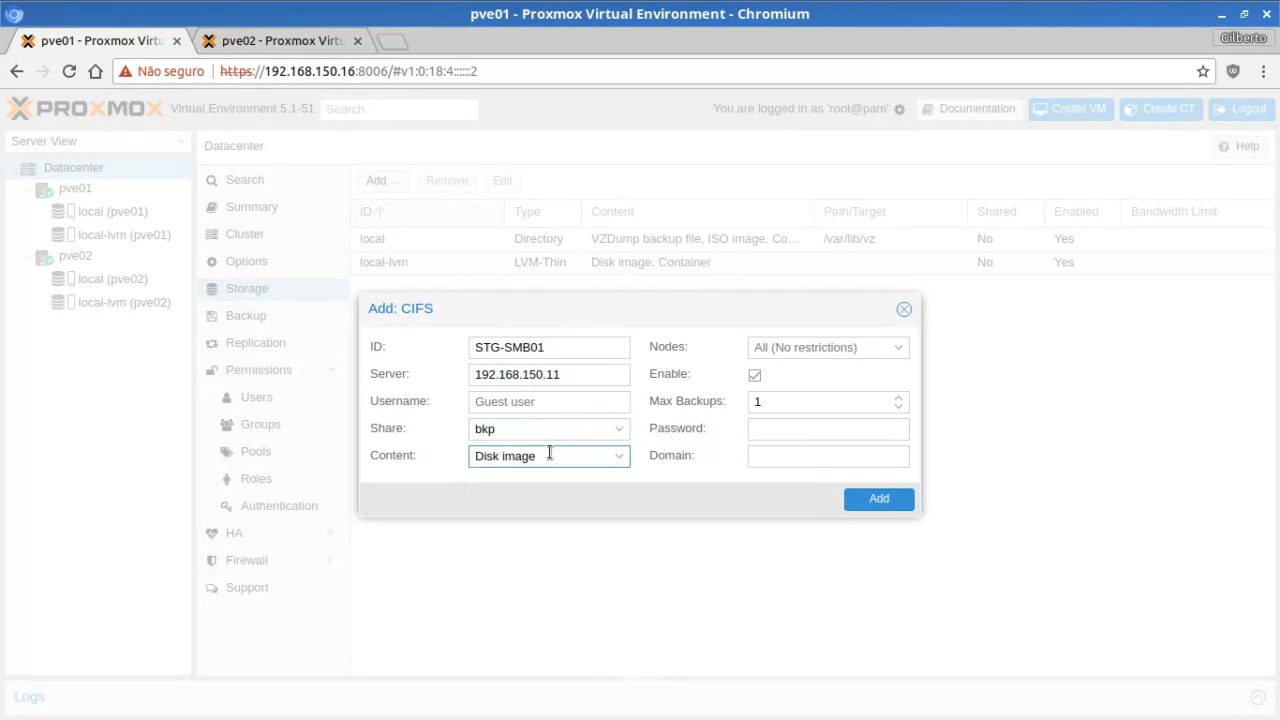 pve01 - Proxmox Virtual Environment - Chromium
pve01 - Proxmox Virtu
pve02 - Proxmox Virtu
Gilberto
Não seguro
https://192.168.150.16:8006/#v1:0:18:4::::::2
PROXMOX
Virtual Environment 5.1-51
Search
You are logged in as 'root@pam'
Documentation
Create VM
Create CT
Logout
Server View
Datacenter
pve01
local (pve01)
local-lvm (pve01)
pve02
local (pve02)
local-lvm (pve02)
Datacenter
Help
Search
Summary
Cluster
Options
Storage
Backup
Replication
Permissions
Users
Groups
Pools
Roles
Authentication
HA
Firewall
Support
Add
Remove
Edit
ID Type Content Path/Target Shared Enabled Bandwidth Limit
local Directory VZDump backup file, ISO image, Co... /var/lib/vz No Yes
local-lvm LVM-Thin Disk image, Container No Yes
Add: CIFS
ID: STG-SMB01
Server: 192.168.150.11
Username: Guest user
Share: bkp
Content: Disk image
Nodes: All (No restrictions)
Enable:
Max Backups: 1
Password:
Domain:
Add
Logs